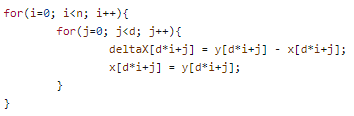 for(i=0; i<n; i++){
for(j=0; j<d; j++){
deltaX[d*i+j] = y[d*i+j] - x[d*i+j];
x[d*i+j] = y[d*i+j];
}
}